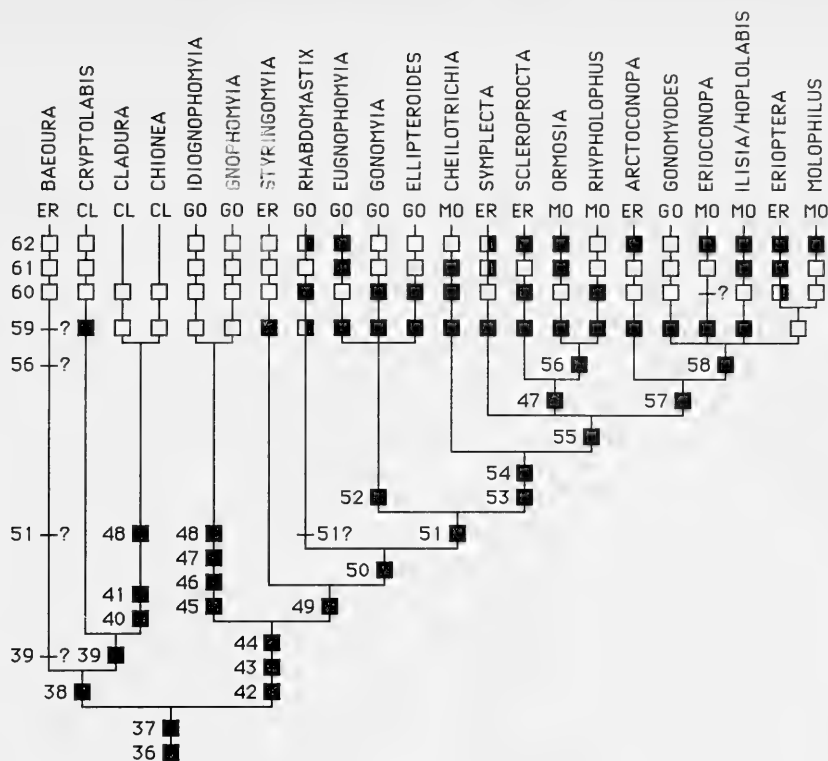 BAEOURA
CRYPTOLABIS
CLADURA
CHIONEA
IDIOGNOPHOMYIA
GNOPHOMYIA
STYRINGOMYIA
RHABDOMASTIX
EUGNOPHOMYIA
GONOMYIA
ELLIPTEROIDES
CHEILOTRICHIA
SYMPLECTA
SCLEROPROCTA
ORMOSIA
RHYPHOLOPHUS
ARCTOCONOPA
GONOMYODES
ERIOCONOPA
ILISIA/HOPLOLABIS
ERIOPTERA
MOLOPHILUS
ER CL CL CL GO GO ER GO GO GO GO MO ER ER MO MO ER GO MO MO ER MO
62
61
60 ?
59 ?
56 ? 56 58
47 57
55
54
52 53
51 ? 48 48 51? 51
47
46 50
41 45 49
40
39 ? 39 44
43
38 42
37
36